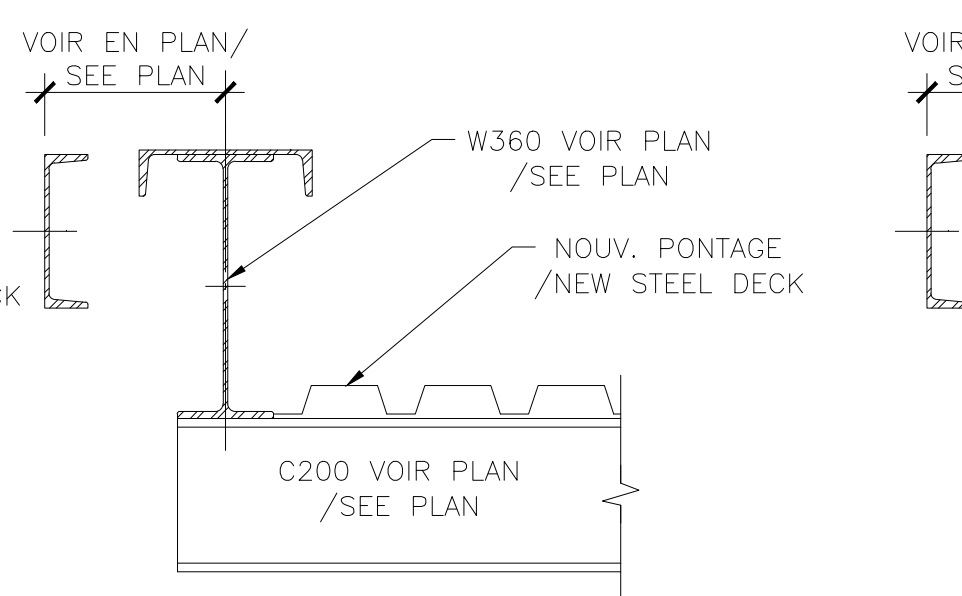 VOIR EN PLAN/
SEE PLAN
W360 VOIR PLAN
/SEE PLAN
NOUV. PONTAGE
/NEW STEEL DECK
C200 VOIR PLAN
/SEE PLAN
VOIR